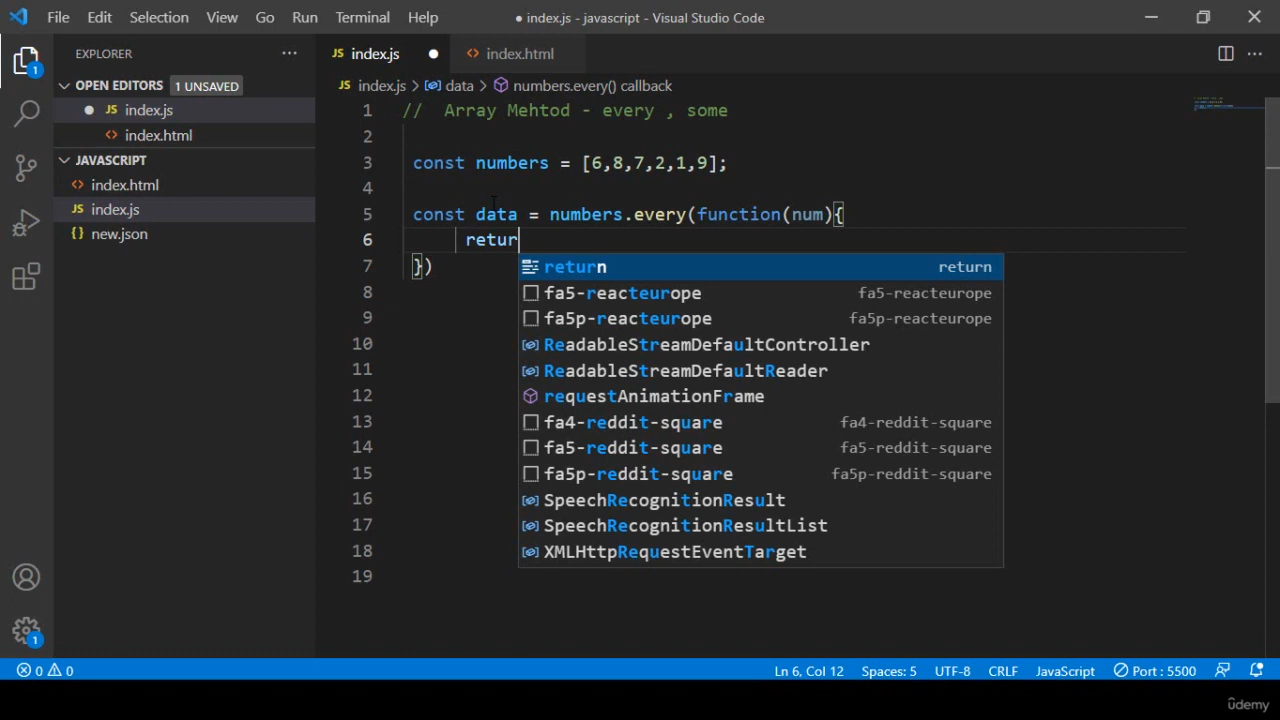 File Edit Selection View Go Run Terminal Help
● index.js - javascript - Visual Studio Code
EXPLORER
OPEN EDITORS 1 UNSAVED
● JS index.js
<> index.html
JAVASCRIPT
<> index.html
JS index.js
{} new.json
1
1
JS index.js ●
<> index.html
JS index.js > data > numbers.every() callback
1 // Array Mehtod - every , some
2
3 const numbers = [6,8,7,2,1,9];
4
5 const data = numbers.every(function(num){
6 retur
7 })
8
9
10
11
12
13
14
15
16
17
18
19
return return
fa5-reacteurope fa5-reacteurope
fa5p-reacteurope fa5p-reacteurope
ReadableStreamDefaultController
ReadableStreamDefaultReader
requestAnimationFrame
fa4-reddit-square fa4-reddit-square
fa5-reddit-square fa5-reddit-square
fa5p-reddit-square fa5p-reddit-square
SpeechRecognitionResult
SpeechRecognitionResultList
XMLHttpRequestEventTarget
0 0
Ln 6, Col 12 Spaces: 5 UTF-8 CRLF JavaScript Port : 5500
ûdemy